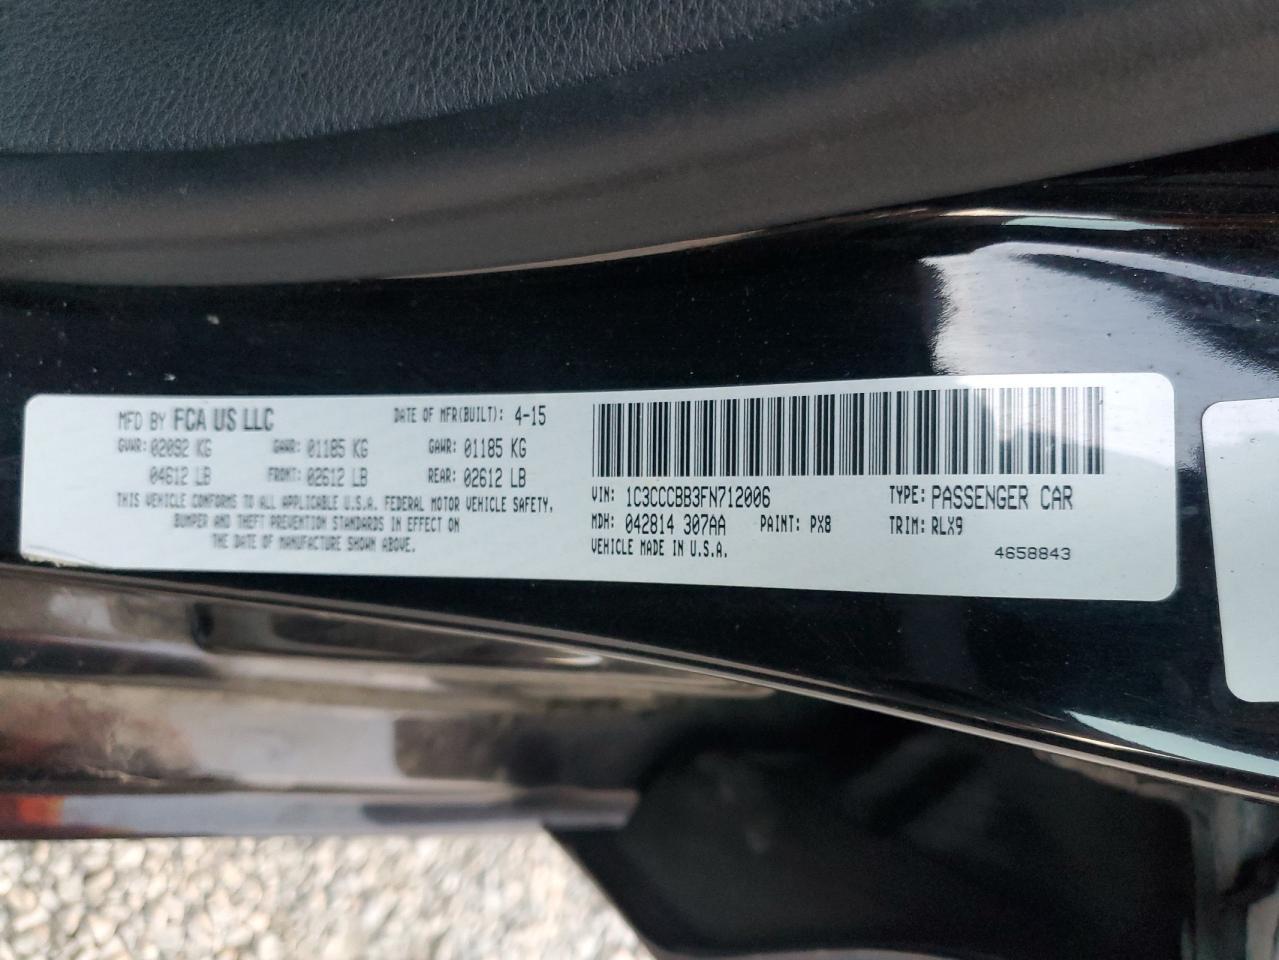 MFD BY FCA US LLC DATE OF MFR(BUILT): 4-15
GVWR: 02092 KG GAWR: 01185 KG GAWR: 01185 KG
04612 LB FRONT: 02612 LB REAR: 02612 LB
THIS VEHICLE CONFORMS TO ALL APPLICABLE U.S.A. FEDERAL MOTOR VEHICLE SAFETY,
BUMPER AND THEFT PREVENTION STANDARDS IN EFFECT ON
THE DATE OF MANUFACTURE SHOWN ABOVE.
VIN: 1C3CCCBB3FN712006 TYPE: PASSENGER CAR
MDH: 042814 307AA PAINT: PX8 TRIM: RLX9
VEHICLE MADE IN U.S.A. 4658843